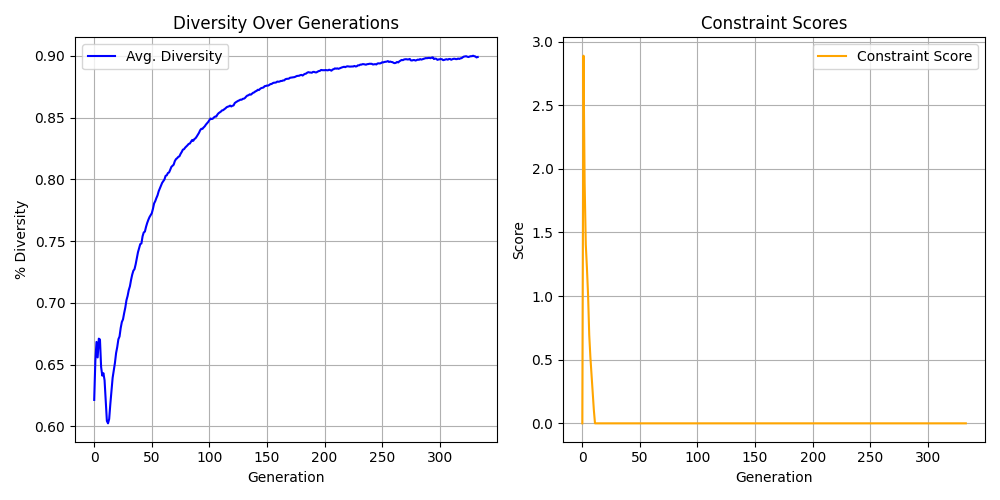 Diversity Over Generations
Avg. Diversity
% Diversity
0.90
0.85
0.80
0.75
0.70
0.65
0.60
0 50 100 150 200 250 300
Generation
Constraint Scores
Constraint Score
Score
3.0
2.5
2.0
1.5
1.0
0.5
0.0
0 50 100 150 200 250 300
Generation